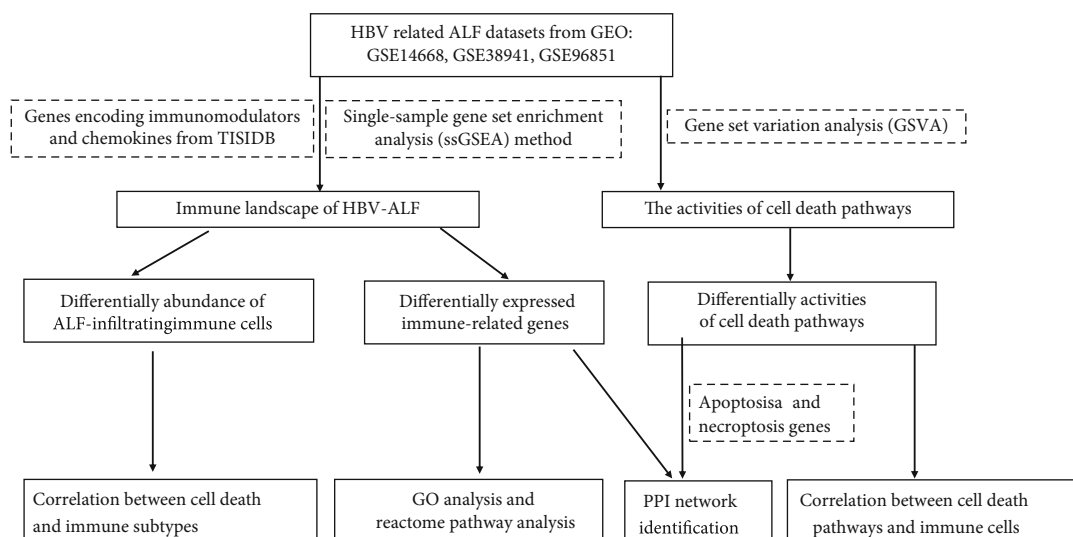 HBV related ALF datasets from GEO:
GSE14668, GSE38941, GSE96851
Genes encoding immunomodulators
and chemokines from TISIDB
Single-sample gene set enrichment
analysis (ssGSEA) method
Gene set variation analysis (GSVA)
Immune landscape of HBV-ALF
The activities of cell death pathways
Differentially abundance of
ALF-infiltratingimmune cells
Differentially expressed
immune-related genes
Differentially activities
of cell death pathways
Apoptosisa and
necroptosis genes
Correlation between cell death
and immune subtypes
GO analysis and
reactome pathway analysis
PPI network
identification
Correlation between cell death
pathways and immune cells